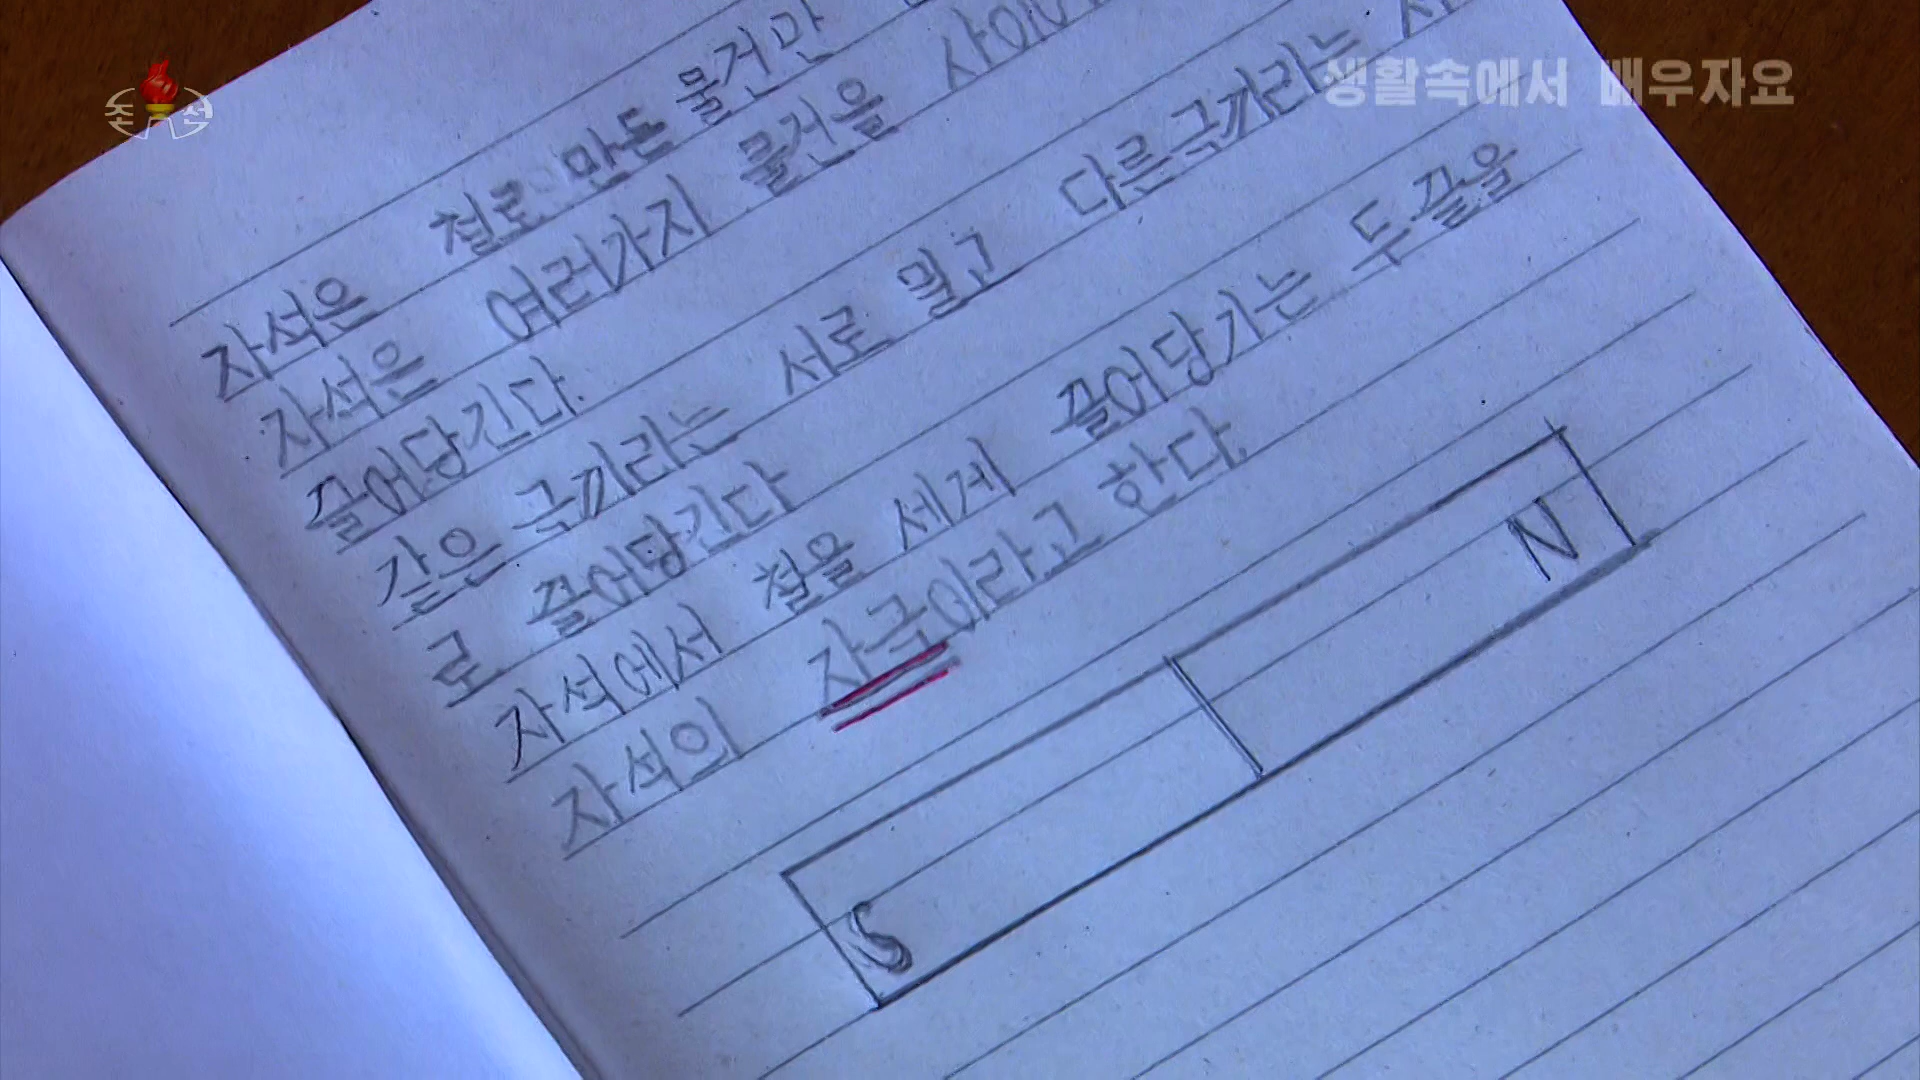 조선
생활속에서 배우자요
자석은 철로 만든 물건만
자석은 여러가지 물건을
끌어당긴다.
같은 극끼리는 서로 밀고 다른 극끼리는 서
로 끌어당긴다
자석에서 철을 세게 끌어당기는 두 끝을
자석의 자극이라고 한다.
N
S